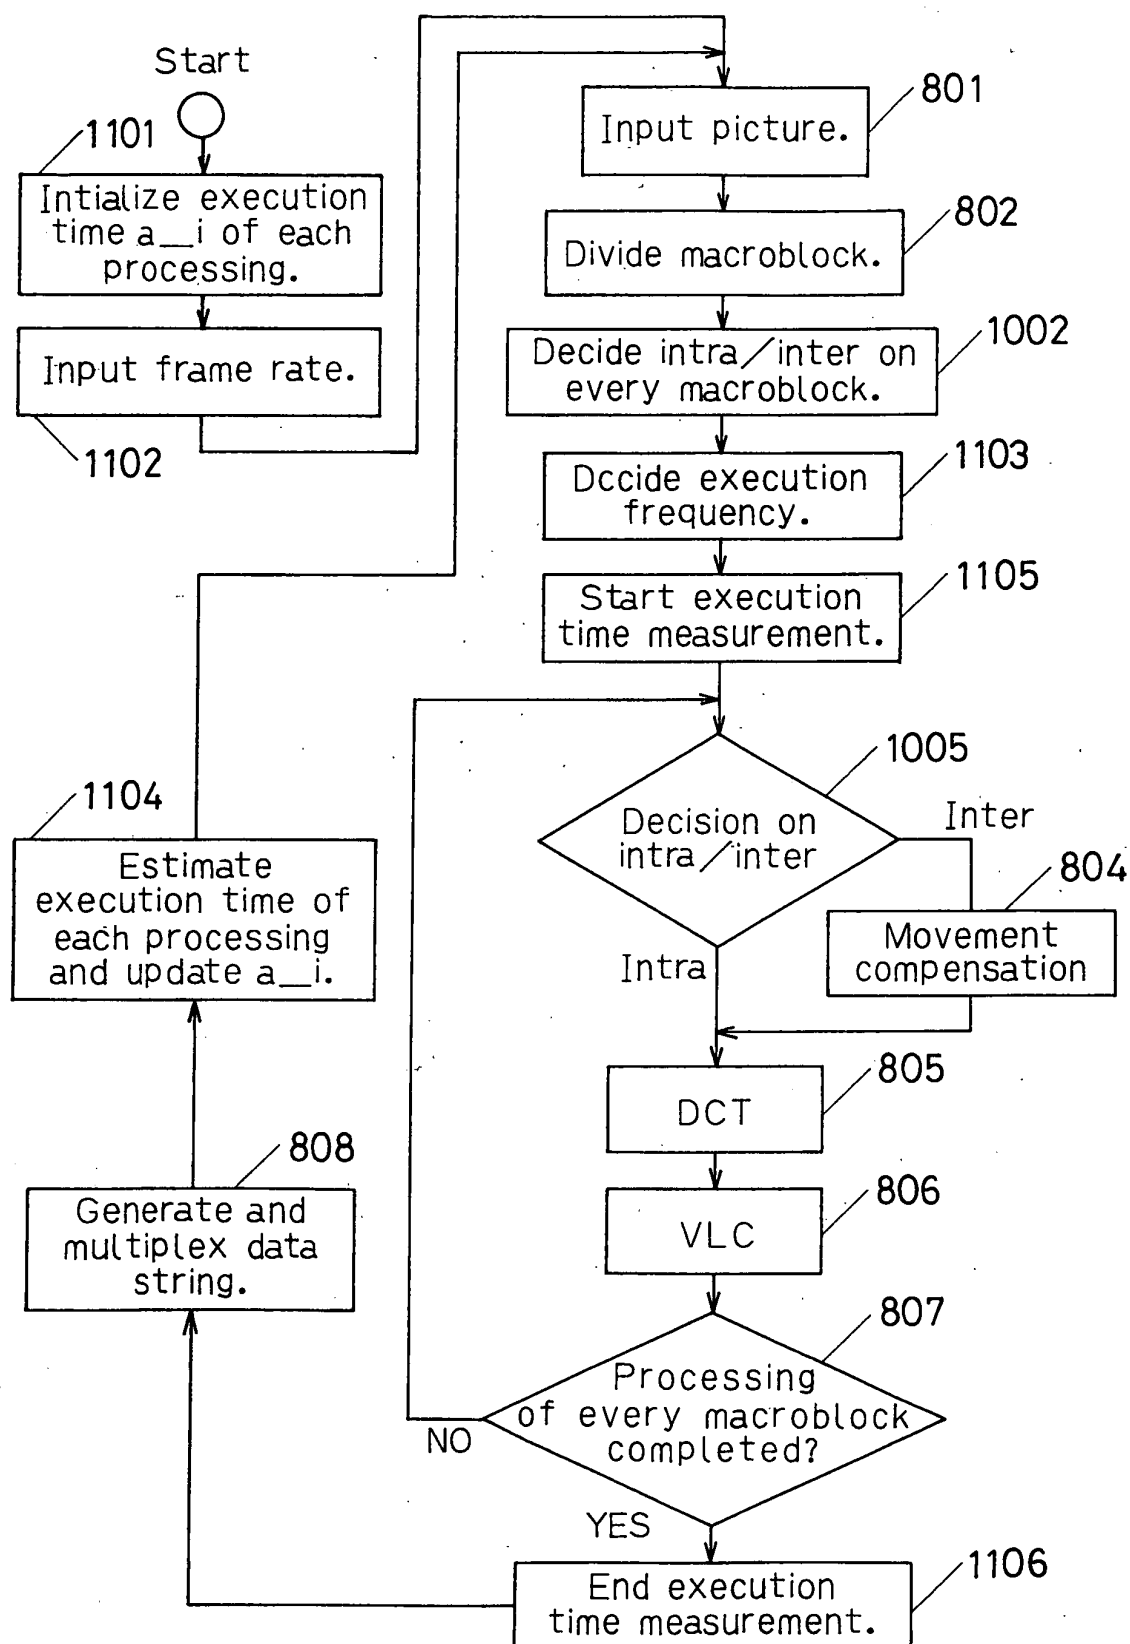 Start
1101
Intialize execution
time a__i of each
processing.
Input frame rate.
1102
801
Input picture.
802
Divide macroblock.
1002
Decide intra/inter on
every macroblock.
1103
Dccide execution
frequency.
1105
Start execution
time measurement.
1005
Decision on
intra/inter
Inter
Intra
804
Movement
compensation
805
DCT
806
VLC
807
Processing
of every macroblock
completed?
NO
YES
1106
End execution
time measurement.
808
Generate and
multiplex data
string.
1104
Estimate
execution time of
each processing
and update a__i.